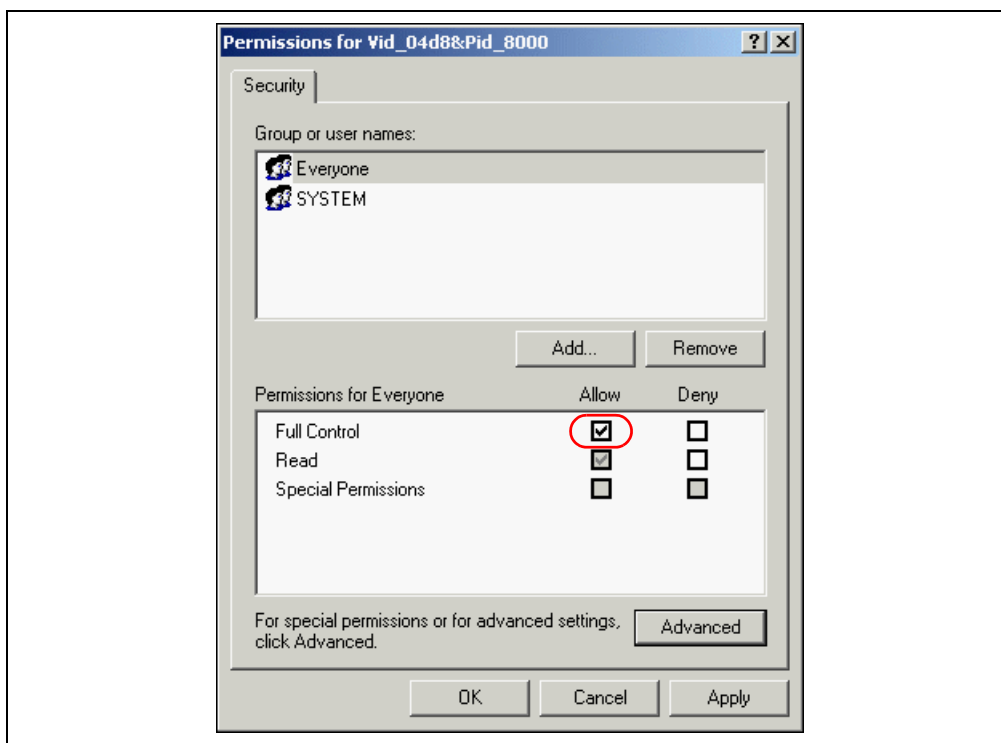 Permissions for Vid_04d8&Pid_8000
Security
Group or user names:
Everyone
SYSTEM
Add... Remove
Permissions for Everyone Allow Deny
Full Control
Read
Special Permissions
For special permissions or for advanced settings,
click Advanced.
Advanced
OK Cancel Apply